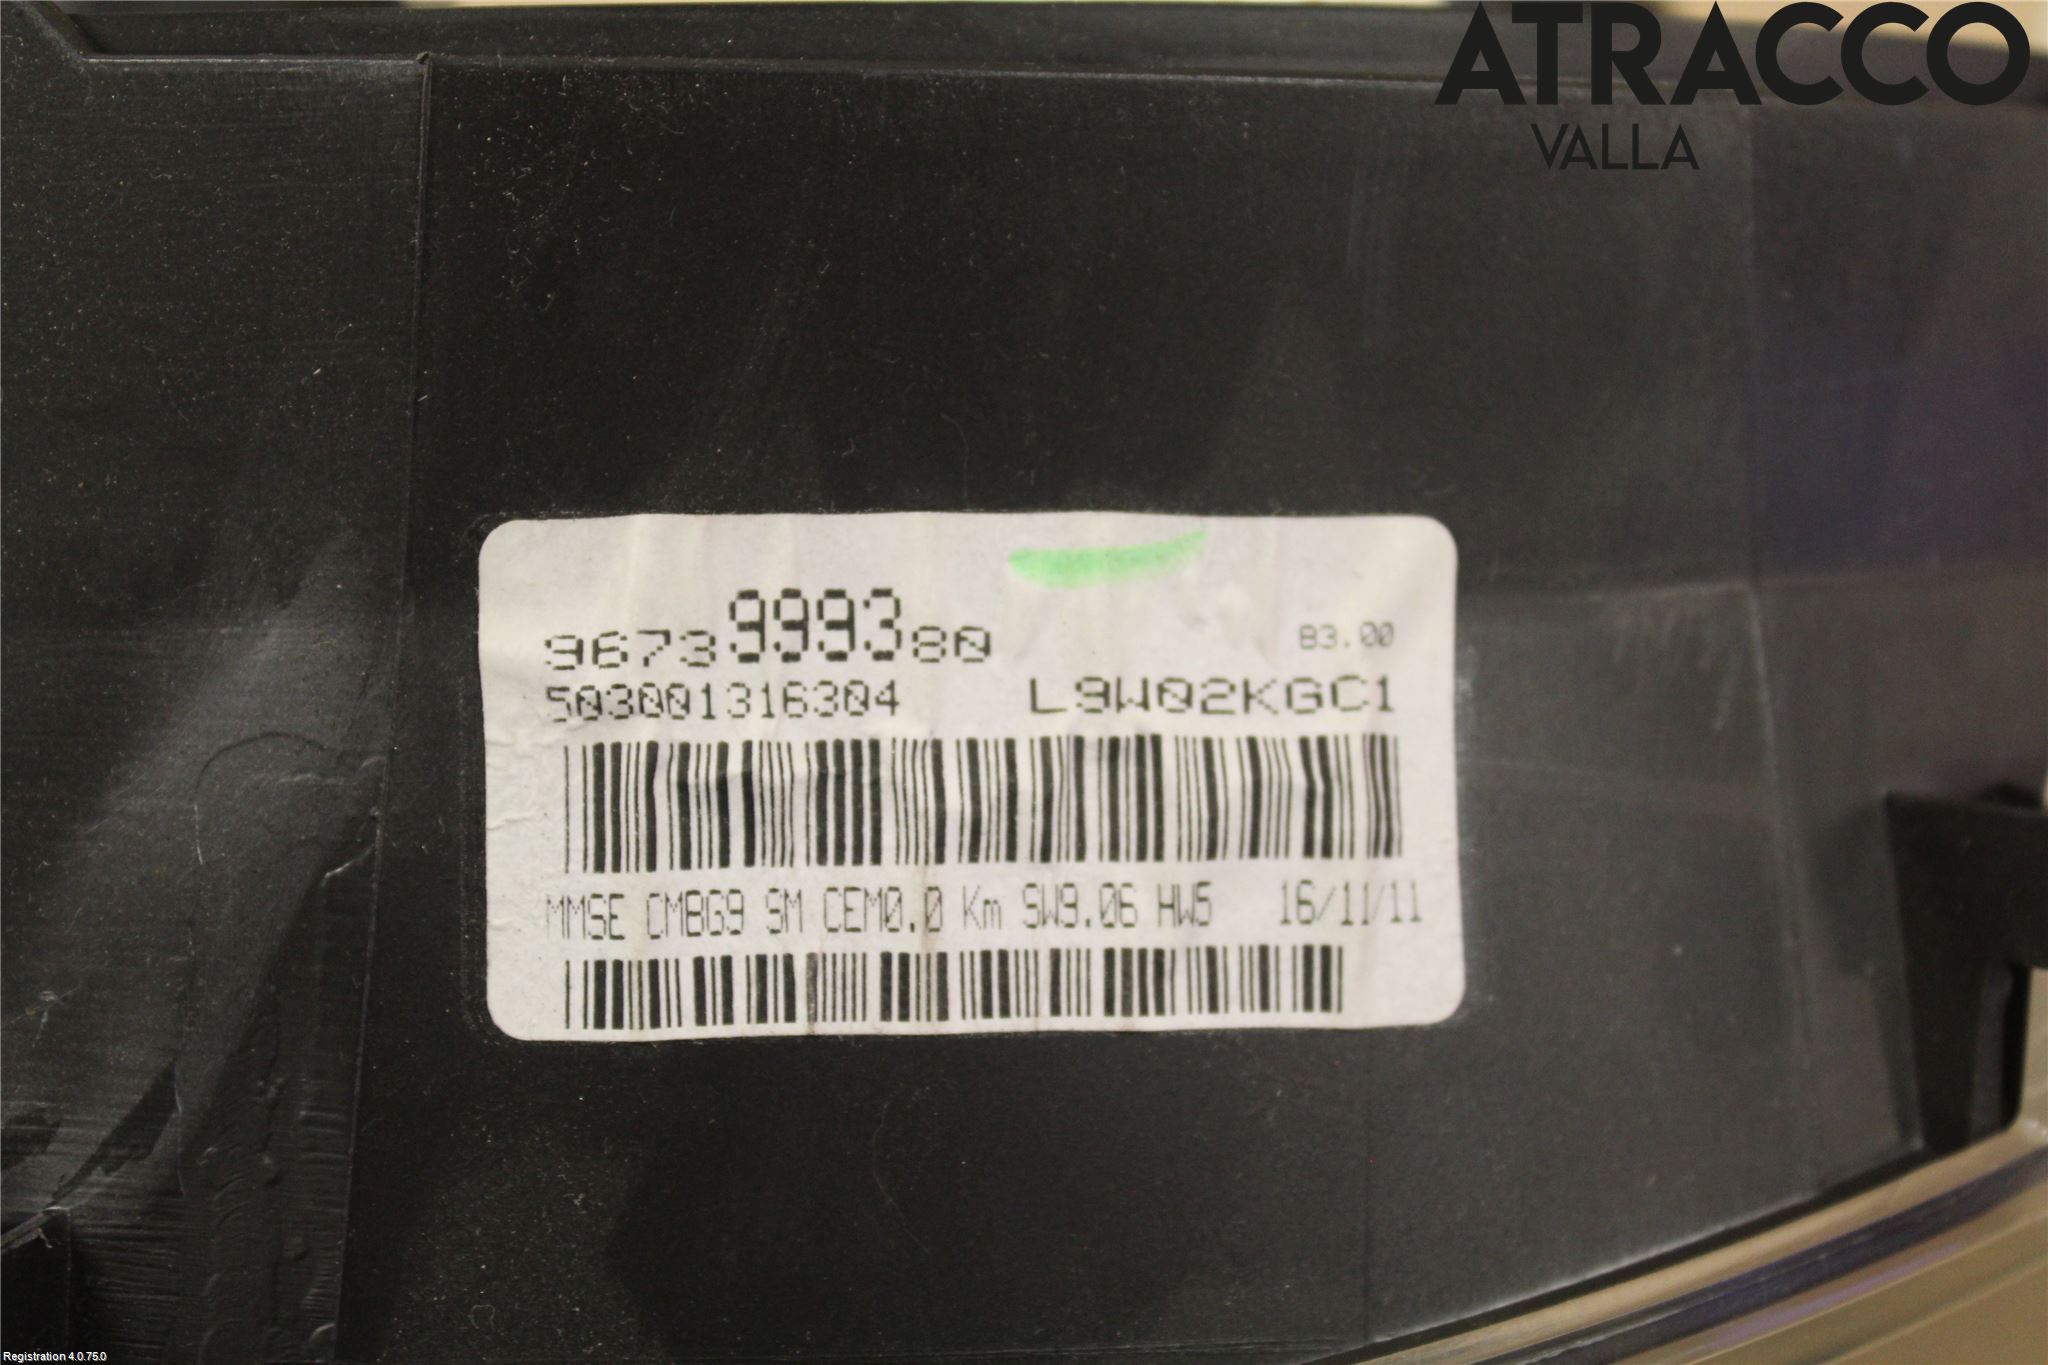 ATRACCO
VALLA
9673999380
83.00
503001316304 L9W02KGC1
MMSE CMBG9 SM CEM0.0 Km SW9.06 HW5 16/11/11
Registration 4.0.75.0